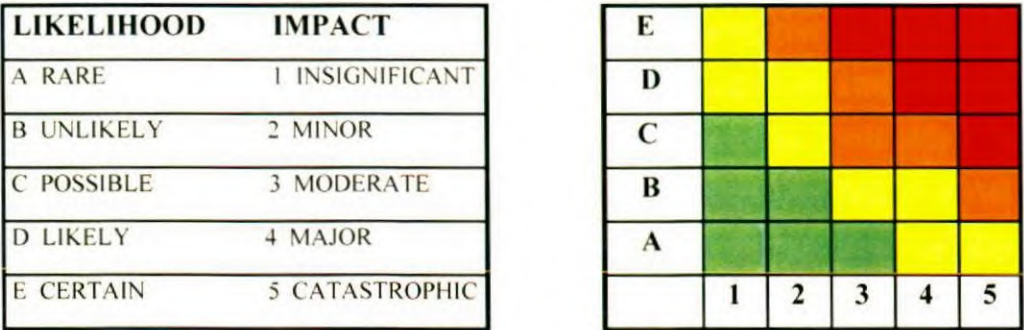 LIKELIHOOD IMPACT
A RARE 1 INSIGNIFICANT
B UNLIKELY 2 MINOR
C POSSIBLE 3 MODERATE
D LIKELY 4 MAJOR
E CERTAIN 5 CATASTROPHIC
E
D
C
B
A
1 2 3 4 5